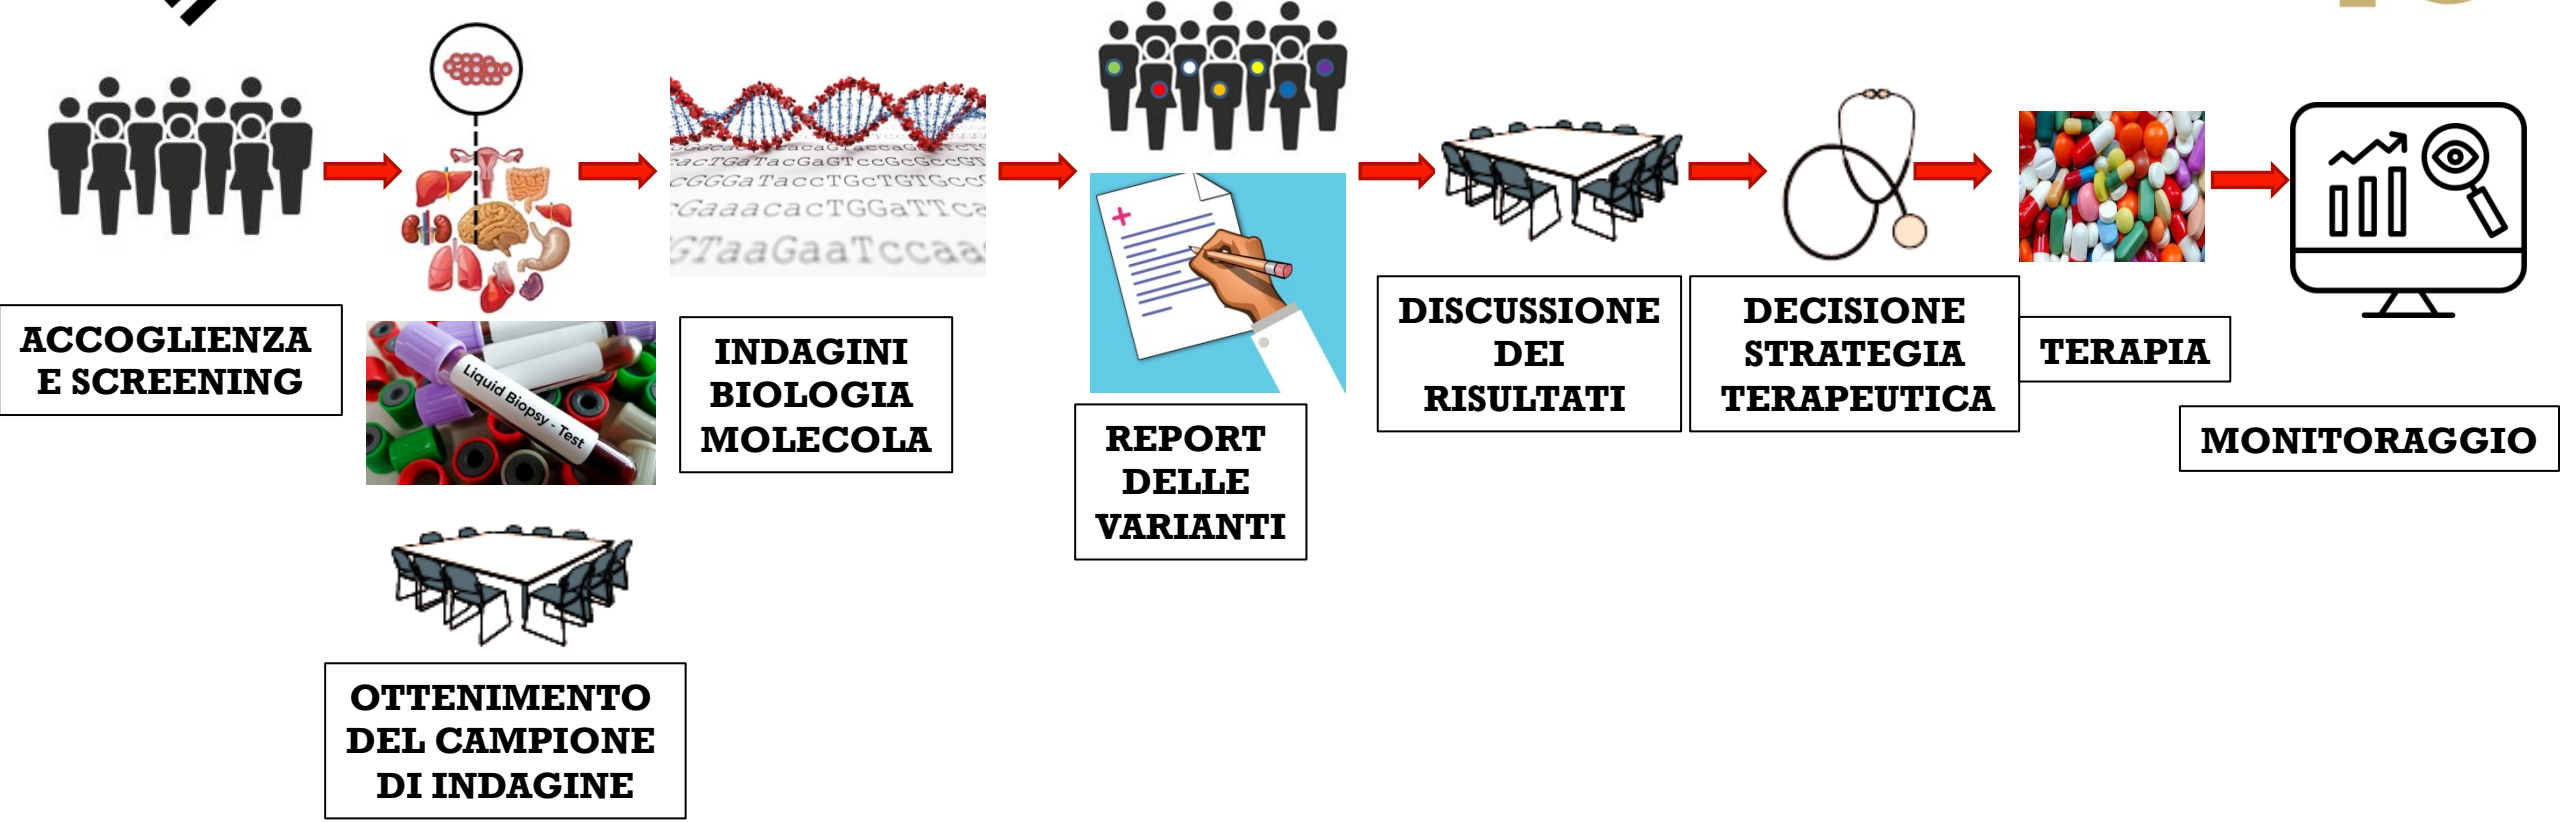 ACCOGLIENZA
E SCREENING
Liquid Biopsy - Test
OTTENIMENTO
DEL CAMPIONE
DI INDAGINE
INDAGINI
BIOLOGIA
MOLECOLA
REPORT
DELLE
VARIANTI
DISCUSSIONE
DEI
RISULTATI
DECISIONE
STRATEGIA
TERAPEUTICA
TERAPIA
MONITORAGGIO